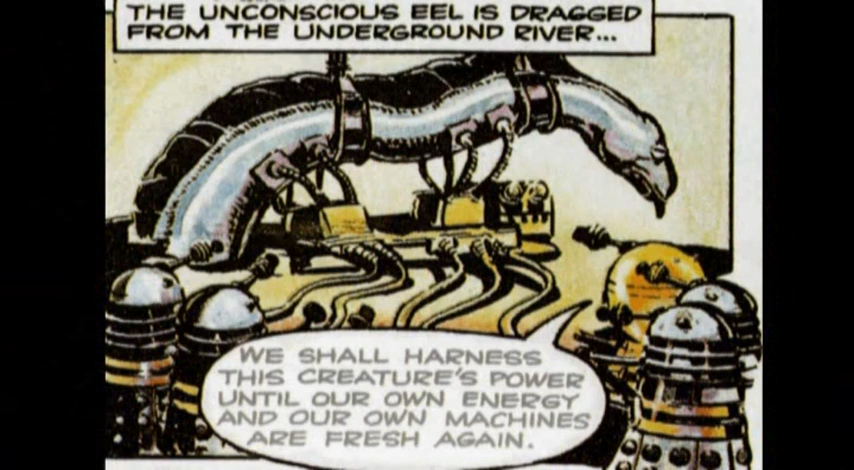 THE UNCONSCIOUS EEL IS DRAGGED
FROM THE UNDERGROUND RIVER...
WE SHALL HARNESS
THIS CREATURE'S POWER
UNTIL OUR OWN ENERGY
AND OUR OWN MACHINES
ARE FRESH AGAIN.